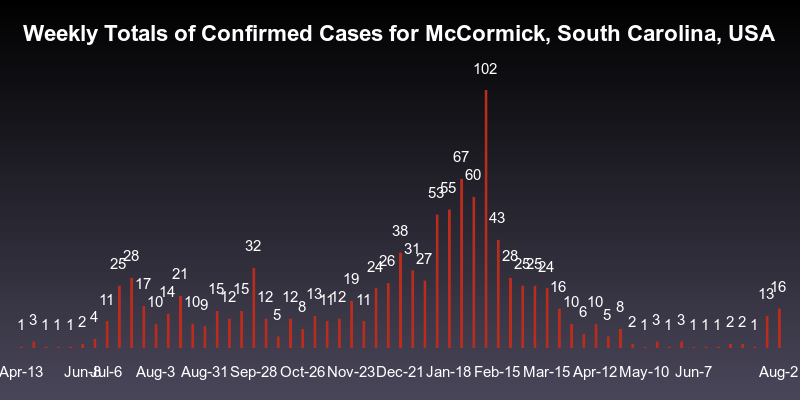 Weekly Totals of Confirmed Cases for McCormick, South Carolina, USA
1 3 1 1 1 2 4 11 25 28 17 10 14 21 10 9 15 12 15 32 12 5 12 8 13 11 12 19 11 24 26 38 31 27 53 55 67 60 102 43 28 25 25 24 16 10 6 10 5 8 2 1 3 1 3 1 1 1 2 2 1 13 16
Apr-13 Jun-8 Jul-6 Aug-3 Aug-31 Sep-28 Oct-26 Nov-23 Dec-21 Jan-18 Feb-15 Mar-15 Apr-12 May-10 Jun-7 Aug-2